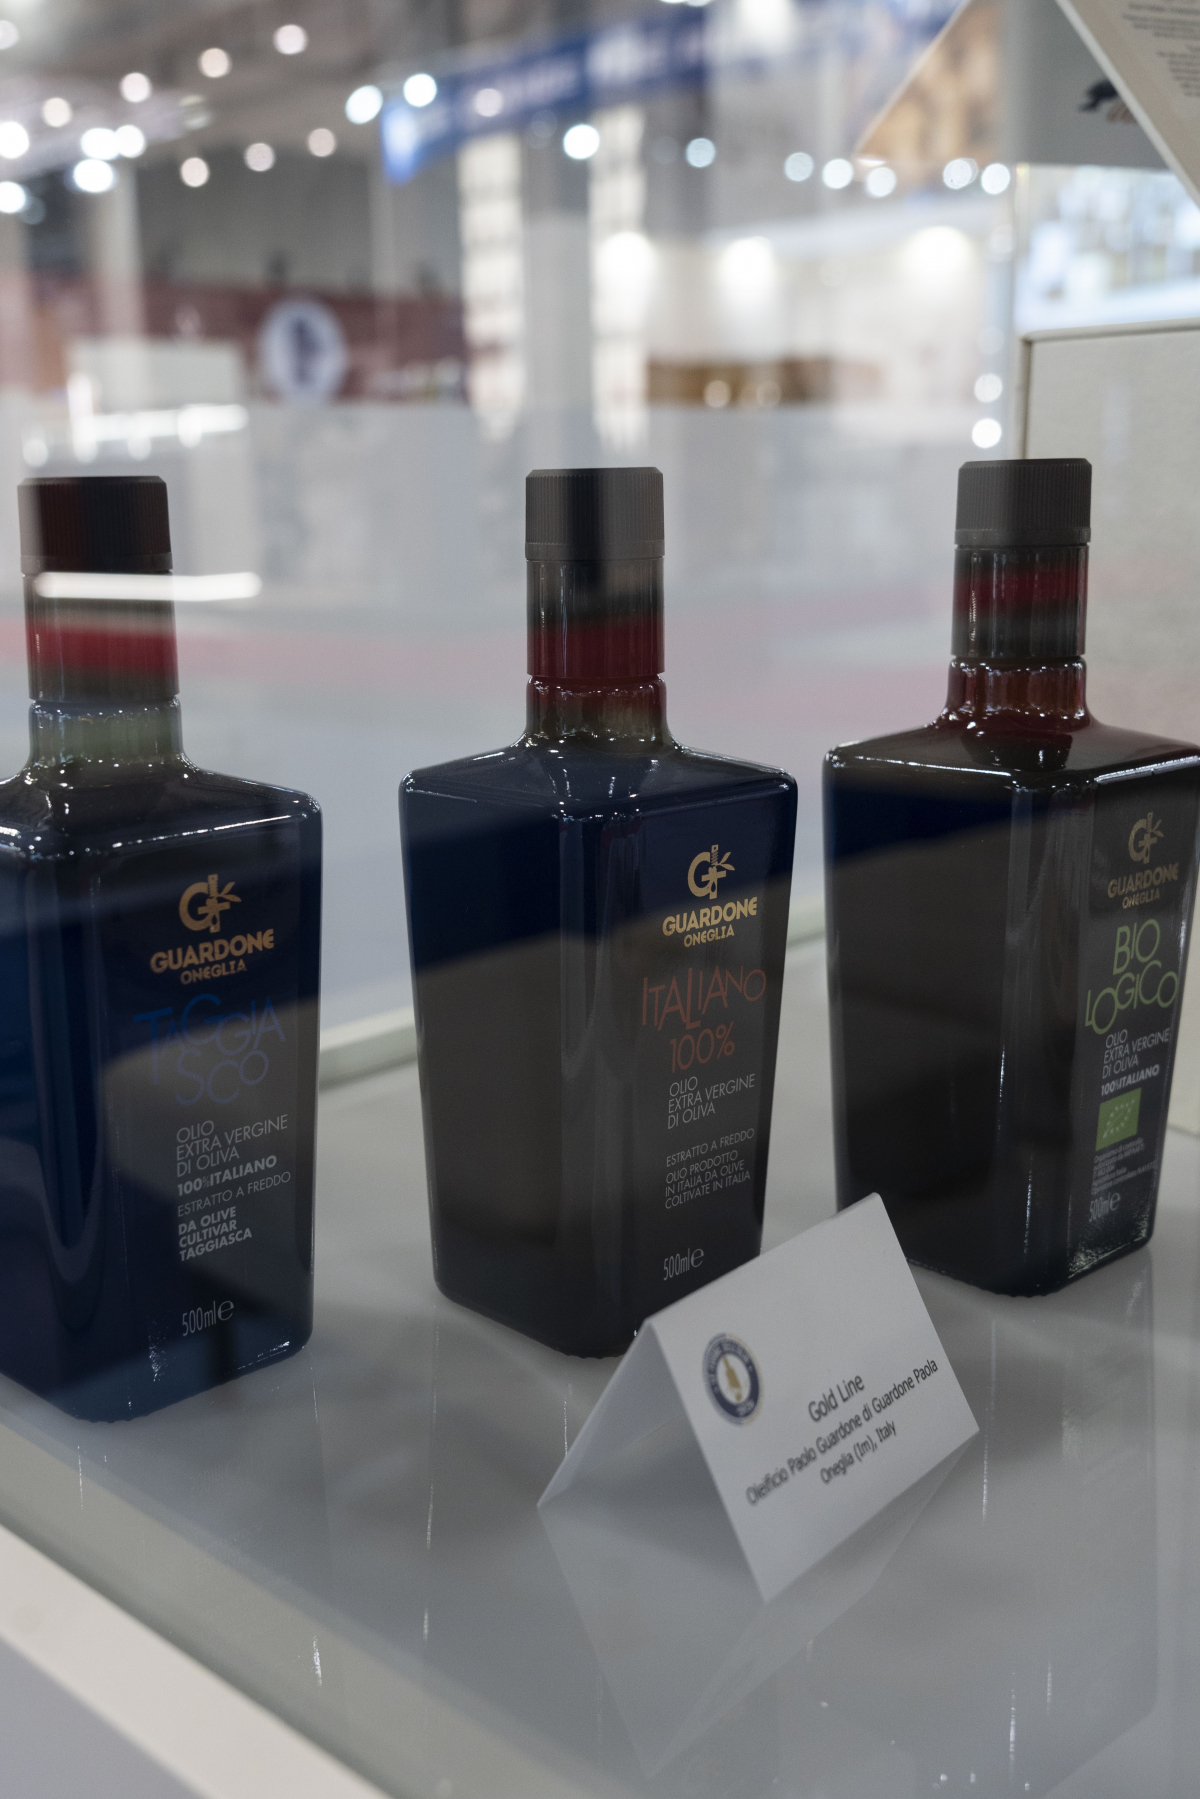 GUARDONE
ONEGLIA
TAGGIA
SCO
OLIO
EXTRA VERGINE
DI OLIVA
100%ITALIANO
ESTRATTO A FREDDO
DA OLIVE
CULTIVAR
TAGGIASCA
500ml e
GUARDONE
ONEGLIA
ITALIANO
100%
OLIO
EXTRA VERGINE
DI OLIVA
ESTRATTO A FREDDO
OLIO PRODOTTO
IN ITALIA DA OLIVE
COLTIVATE IN ITALIA
500ml e
GUARDONE
ONEGLIA
BIO
LOGICO
OLIO
EXTRA VERGINE
DI OLIVA
100%ITALIANO
500ml e
Gold Line
Oleificio Paolo Guardone di Guardone Paola
Oneglia (Im), Italy